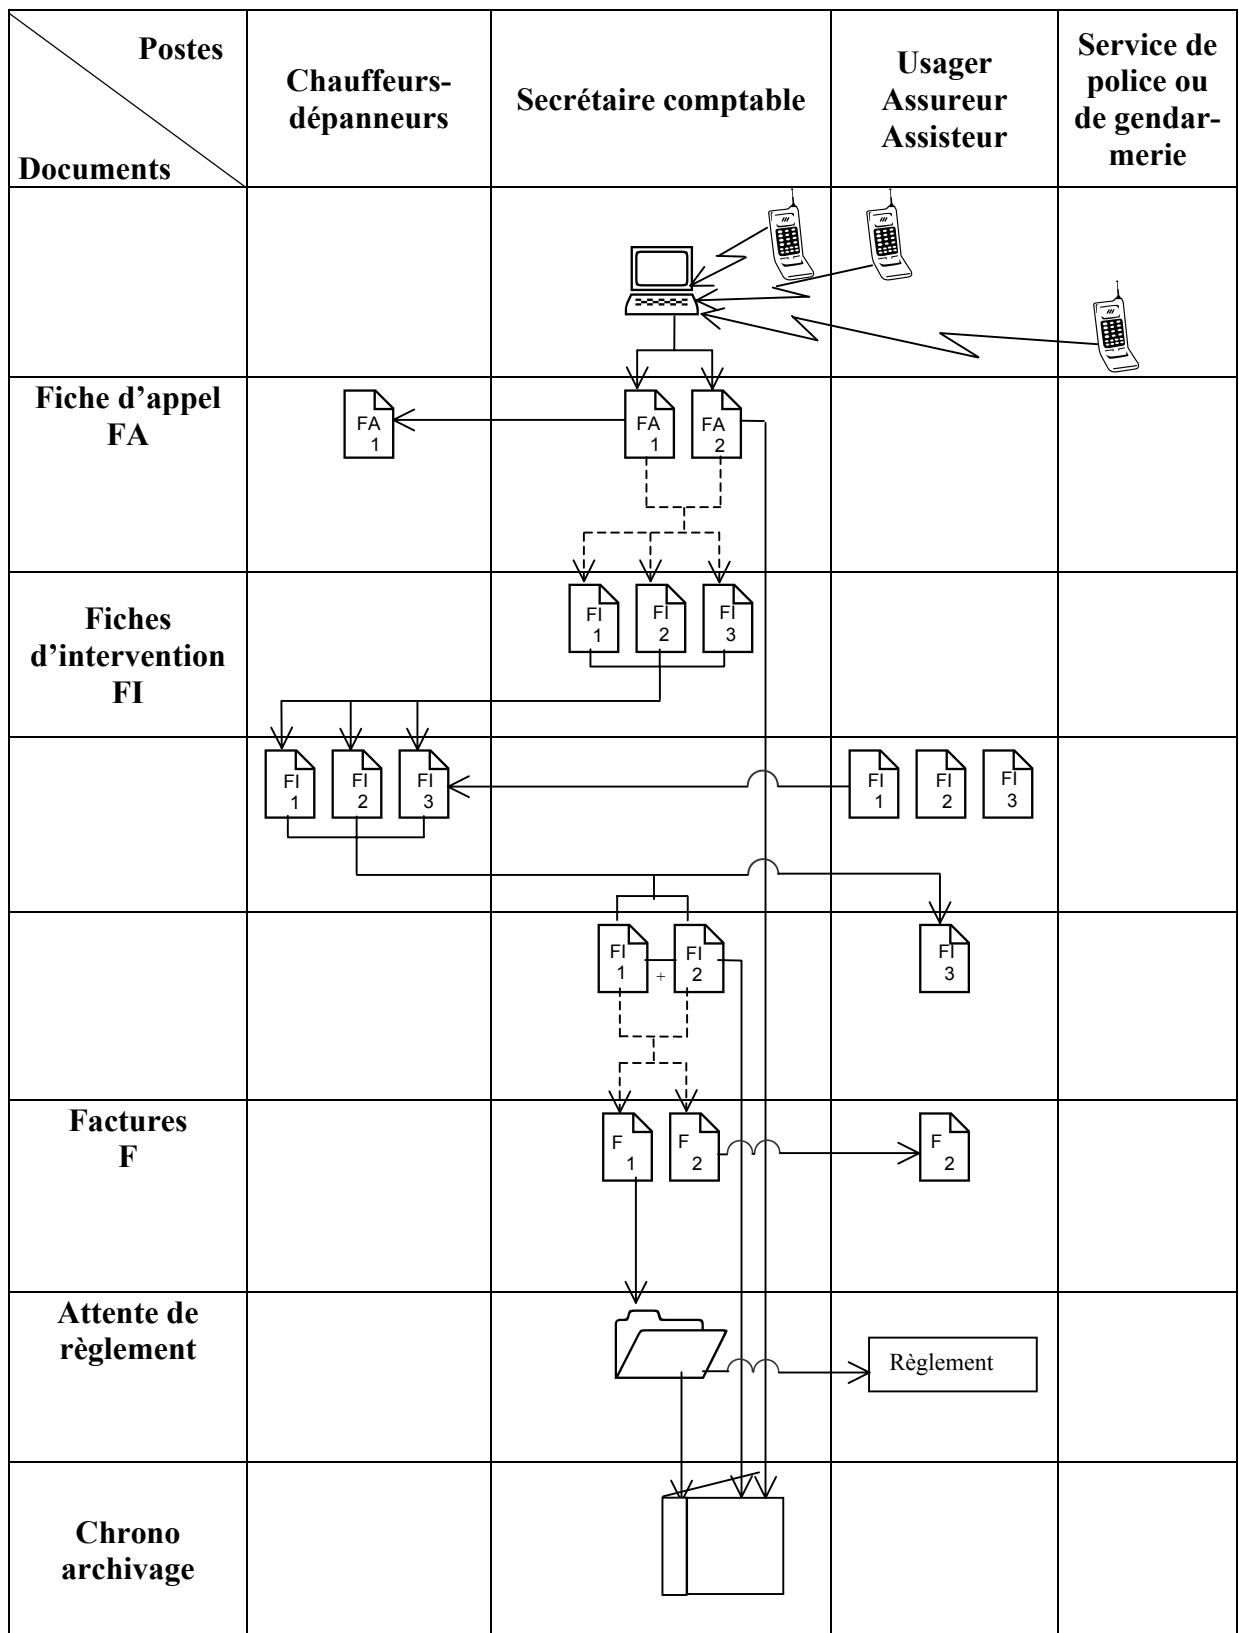 Postes
Documents
Chauffeurs-
dépanneurs
Secrétaire comptable
Usager
Assureur
Assisteur
Service de
police ou
de gendar-
merie
Fiche d'appel
FA
FA
1
FA
1
FA
2
Fiches
d'intervention
FI
FI
1
FI
2
FI
3
FI
1
FI
2
FI
3
FI
1
FI
2
FI
3
FI
1
+
FI
2
FI
3
Factures
F
F
1
F
2
F
2
Attente de
règlement
Règlement
Chrono
archivage